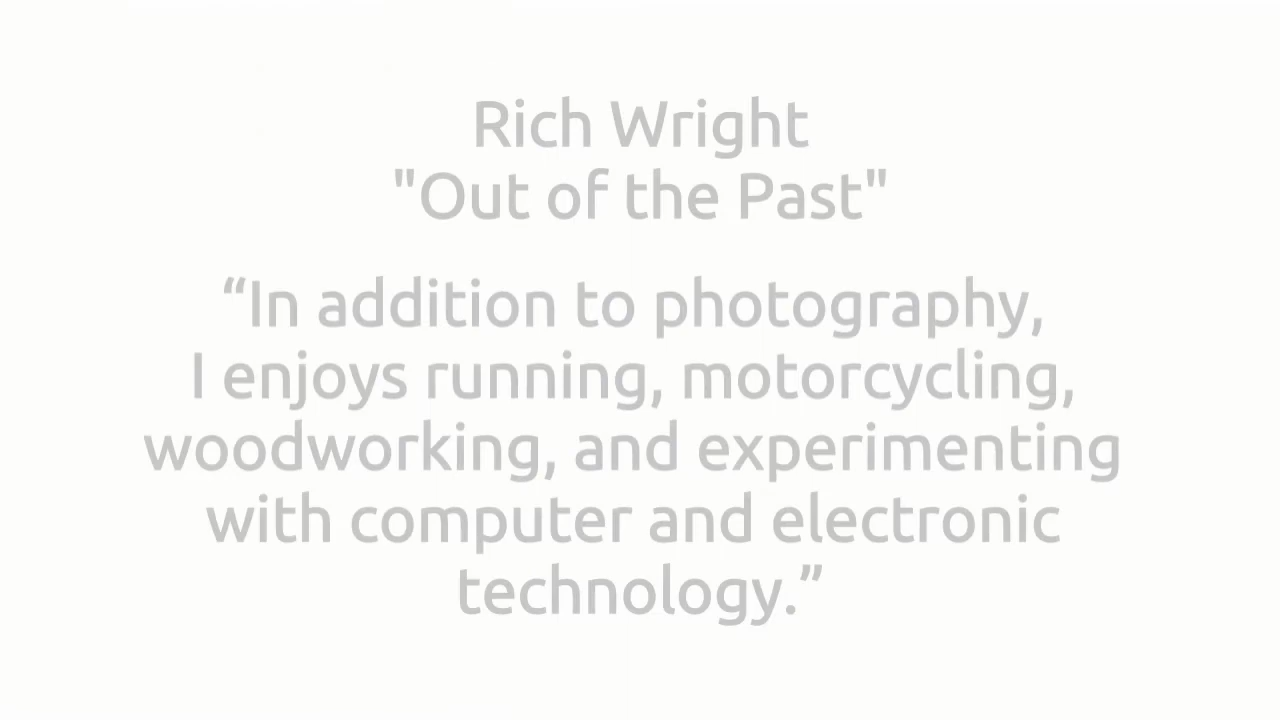 Rich Wright
"Out of the Past"
“In addition to photography,
I enjoys running, motorcycling,
woodworking, and experimenting
with computer and electronic
technology.”